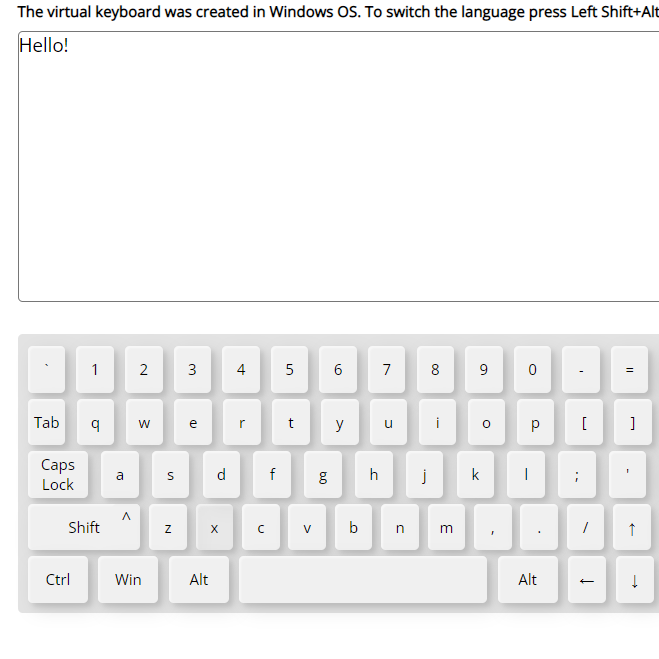 The virtual keyboard was created in Windows OS. To switch the language press Left Shift+Alt
Hello!
` 1 2 3 4 5 6 7 8 9 0 - =
Tab q w e r t y u i o p [ ]
Caps Lock a s d f g h j k l ; '
Shift ^ z x c v b n m , . / ↑
Ctrl Win Alt Alt ← ↓